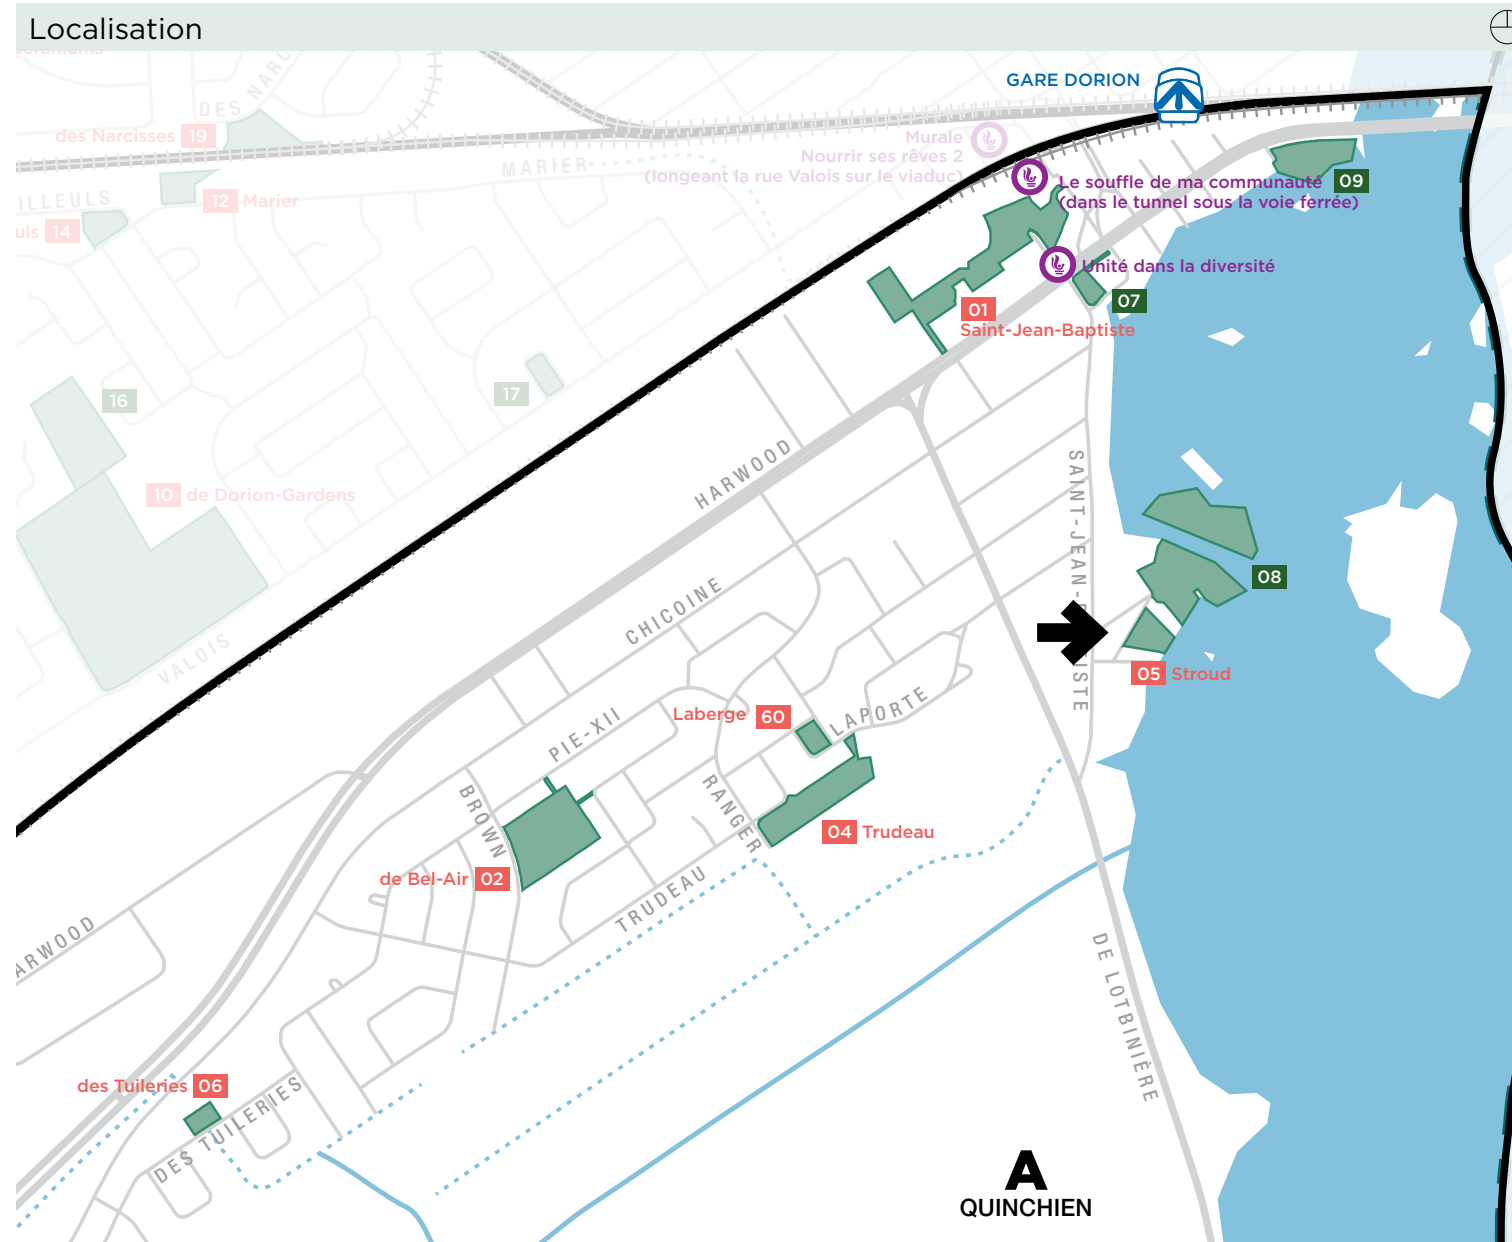 Localisation
GARE DORION
DES NARC
des Narcisses 19
Murale
Nourrir ses rêves 2
(longeant la rue Valois sur le viaduc)
MARIER
Le souffle de ma communauté
(dans le tunnel sous la voie ferrée)
09
ILLEULS
12 Marier
uls 14
Unité dans la diversité
07
01
Saint-Jean-Baptiste
17
16
HARWOOD
10 de Dorion-Gardens
SAINT-JEAN-
ISTE
08
CHICOINE
VALOIS
05 Stroud
Laberge 60
LAPORTE
PIE-XII
BROWN
RANGER
04 Trudeau
de Bel-Air 02
TRUDEAU
ARWOOD
DE LOTBINIÈRE
des Tuileries 06
DES TUILERIES
A
QUINCHIEN